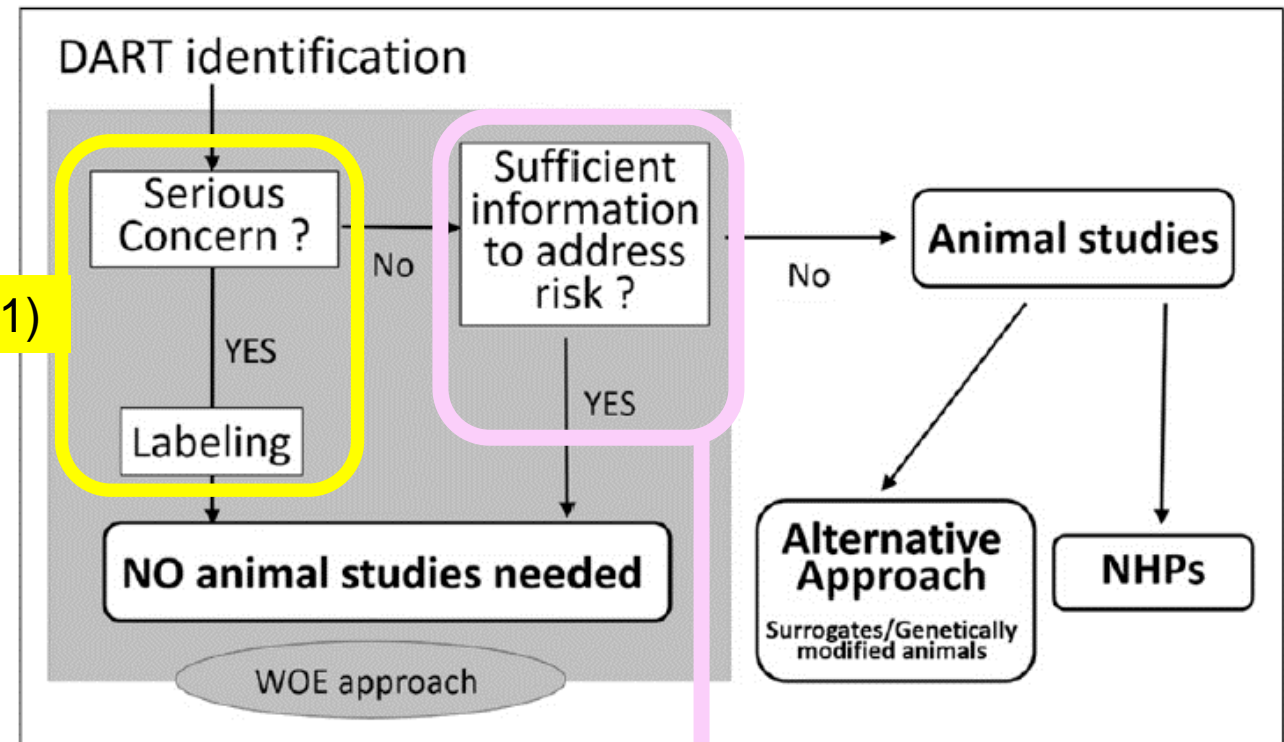 DART identification
Serious
Concern ?
No
YES
Labeling
1)
Sufficient
information
to address
risk ?
No
YES
NO animal studies needed
WOE approach
Animal studies
Alternative
Approach
Surrogates/Genetically
modified animals
NHPs